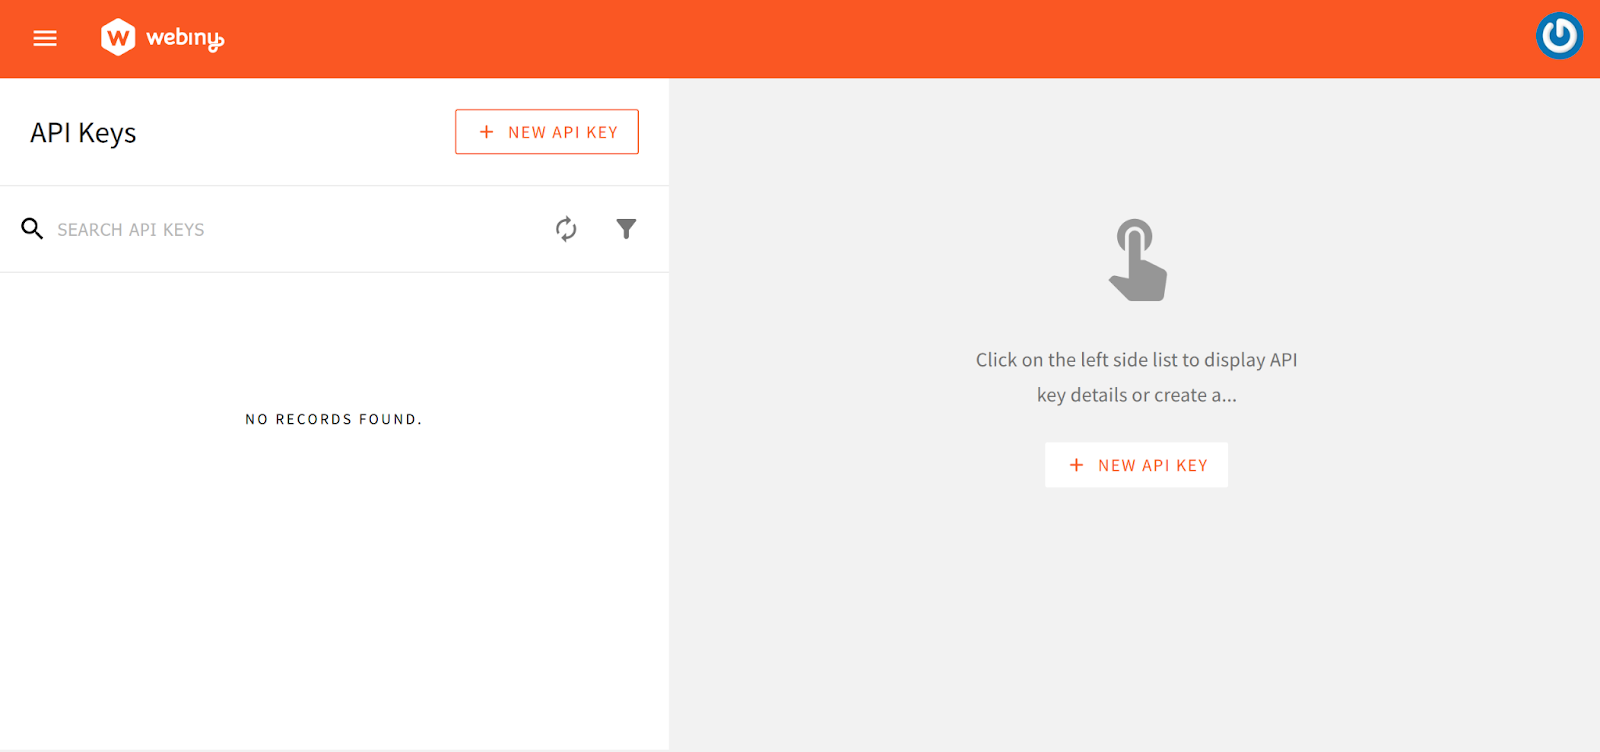 webiny
API Keys
+ NEW API KEY
SEARCH API KEYS
NO RECORDS FOUND.
Click on the left side list to display API
key details or create a...
+ NEW API KEY